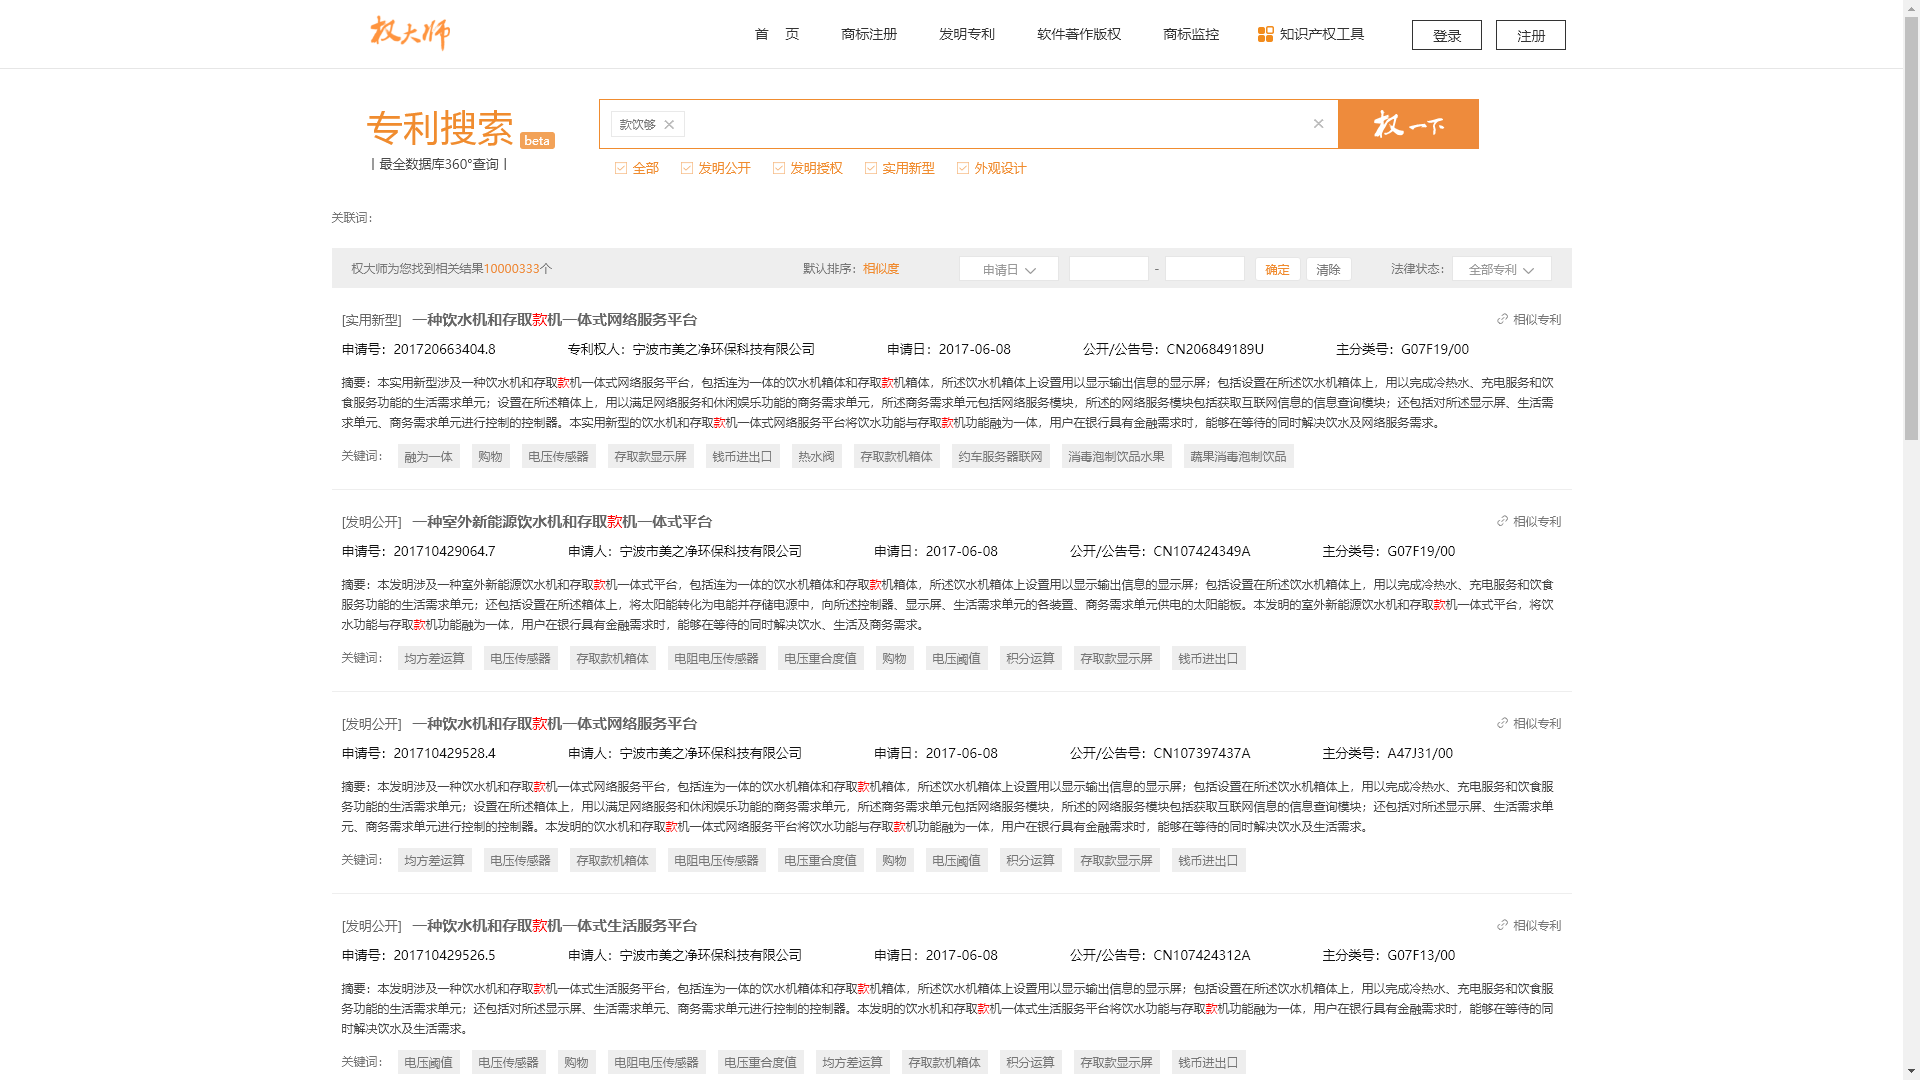 权大师
首 页 商标注册 发明专利 软件著作版权 商标监控 知识产权工具 登录 注册
专利搜索 beta
| 最全数据库360°查询 |
款饮够 × × 权一下
全部 发明公开 发明授权 实用新型 外观设计
关联词：
权大师为您找到相关结果10000333个 默认排序：相似度 申请日 - 确定 清除 法律状态： 全部专利
[实用新型] 一种饮水机和存取款机一体式网络服务平台 相似专利
申请号：201720663404.8 专利权人：宁波市美之净环保科技有限公司 申请日：2017-06-08 公开/公告号：CN206849189U 主分类号：G07F19/00
摘要：本实用新型涉及一种饮水机和存取款机一体式网络服务平台，包括连为一体的饮水机箱体和存取款机箱体，所述饮水机箱体上设置用以显示输出信息的显示屏；包括设置在所述饮水机箱体上，用以完成冷热水、充电服务和饮
食服务功能的生活需求单元；设置在所述箱体上，用以满足网络服务和休闲娱乐功能的商务需求单元，所述商务需求单元包括网络服务模块，所述的网络服务模块包括获取互联网信息的信息查询模块；还包括对所述显示屏、生活需
求单元、商务需求单元进行控制的控制器。本实用新型的饮水机和存取款机一体式网络服务平台将饮水功能与存取款机功能融为一体，用户在银行具有金融需求时，能够在等待的同时解决饮水及网络服务需求。
关键词： 融为一体 购物 电压传感器 存取款显示屏 钱币进出口 热水阀 存取款机箱体 约车服务器联网 消毒泡制饮品水果 蔬果消毒泡制饮品
[发明公开] 一种室外新能源饮水机和存取款机一体式平台 相似专利
申请号：201710429064.7 申请人：宁波市美之净环保科技有限公司 申请日：2017-06-08 公开/公告号：CN107424349A 主分类号：G07F19/00
摘要：本发明涉及一种室外新能源饮水机和存取款机一体式平台，包括连为一体的饮水机箱体和存取款机箱体，所述饮水机箱体上设置用以显示输出信息的显示屏；包括设置在所述饮水机箱体上，用以完成冷热水、充电服务和饮食
服务功能的生活需求单元；还包括设置在所述箱体上，将太阳能转化为电能并存储电源中，向所述控制器、显示屏、生活需求单元的各装置、商务需求单元供电的太阳能板。本发明的室外新能源饮水机和存取款机一体式平台，将饮
水功能与存取款机功能融为一体，用户在银行具有金融需求时，能够在等待的同时解决饮水、生活及商务需求。
关键词： 均方差运算 电压传感器 存取款机箱体 电阻电压传感器 电压重合度值 购物 电压阈值 积分运算 存取款显示屏 钱币进出口
[发明公开] 一种饮水机和存取款机一体式网络服务平台 相似专利
申请号：201710429528.4 申请人：宁波市美之净环保科技有限公司 申请日：2017-06-08 公开/公告号：CN107397437A 主分类号：A47J31/00
摘要：本发明涉及一种饮水机和存取款机一体式网络服务平台，包括连为一体的饮水机箱体和存取款机箱体，所述饮水机箱体上设置用以显示输出信息的显示屏；包括设置在所述饮水机箱体上，用以完成冷热水、充电服务和饮食服
务功能的生活需求单元；设置在所述箱体上，用以满足网络服务和休闲娱乐功能的商务需求单元，所述商务需求单元包括网络服务模块，所述的网络服务模块包括获取互联网信息的信息查询模块；还包括对所述显示屏、生活需求单
元、商务需求单元进行控制的控制器。本发明的饮水机和存取款机一体式网络服务平台将饮水功能与存取款机功能融为一体，用户在银行具有金融需求时，能够在等待的同时解决饮水及生活需求。
关键词： 均方差运算 电压传感器 存取款机箱体 电阻电压传感器 电压重合度值 购物 电压阈值 积分运算 存取款显示屏 钱币进出口
[发明公开] 一种饮水机和存取款机一体式生活服务平台 相似专利
申请号：201710429526.5 申请人：宁波市美之净环保科技有限公司 申请日：2017-06-08 公开/公告号：CN107424312A 主分类号：G07F13/00
摘要：本发明涉及一种饮水机和存取款机一体式生活服务平台，包括连为一体的饮水机箱体和存取款机箱体，所述饮水机箱体上设置用以显示输出信息的显示屏；包括设置在所述饮水机箱体上，用以完成冷热水、充电服务和饮食服
务功能的生活需求单元；还包括对所述显示屏、生活需求单元、商务需求单元进行控制的控制器。本发明的饮水机和存取款机一体式生活服务平台将饮水功能与存取款机功能融为一体，用户在银行具有金融需求时，能够在等待的同
时解决饮水及生活需求。
关键词： 电压阈值 电压传感器 购物 电阻电压传感器 电压重合度值 均方差运算 存取款机箱体 积分运算 存取款显示屏 钱币进出口